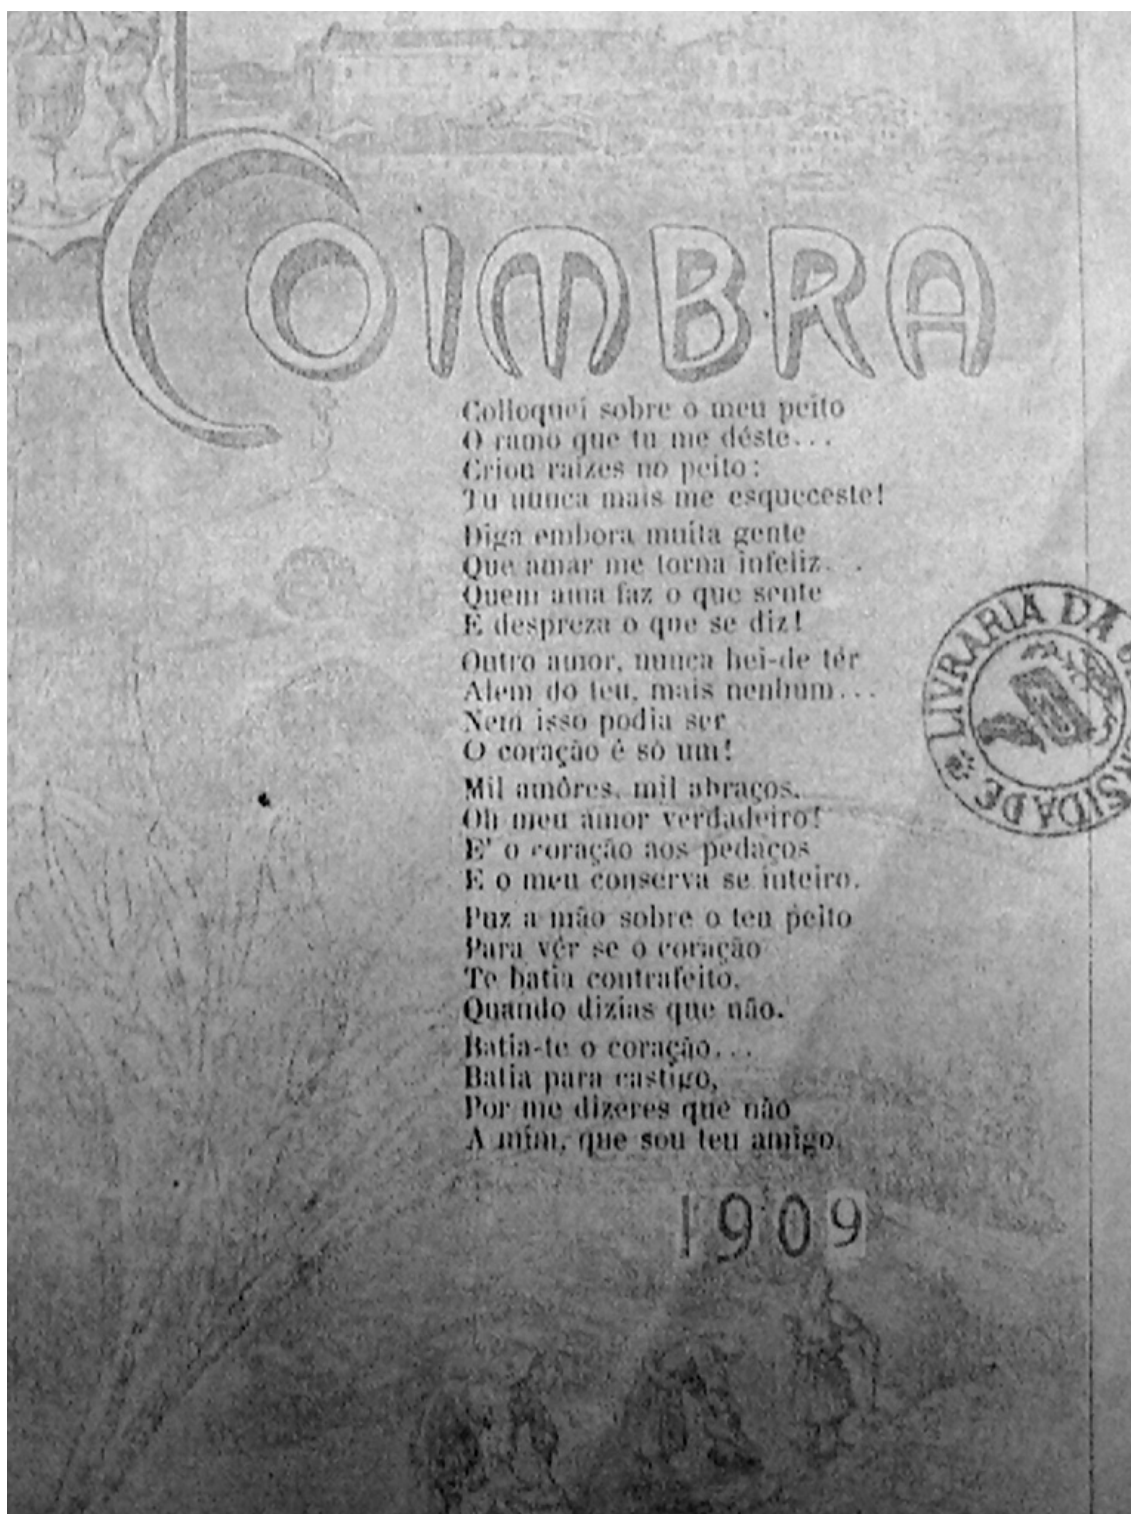 COIMBRA
Colloquei sobre o meu peito
O ramo que tu me déste...
Criou raizes no peito:
Tu nunca mais me esqueceste!
Diga embora muita gente
Que amar me torna infeliz. .
Quem ama faz o que sente
E despreza o que se diz!
Outro amor, nunca hei-de tér
Alem do teu, mais nenhum...
Nem isso podia ser
O coração é só um!
Mil amôres, mil abraços,
Oh meu amor verdadeiro!
E' o coração aos pedaços
E o meu conserva se inteiro.
Puz a mão sobre o teu peito
Para vêr se o coração
Te batia contrafeito,
Quando dizias que não.
Batia-te o coração...
Batia para castigo,
Por me dizeres que não
A mim, que sou teu amigo.
1909
LIVRARIA DA